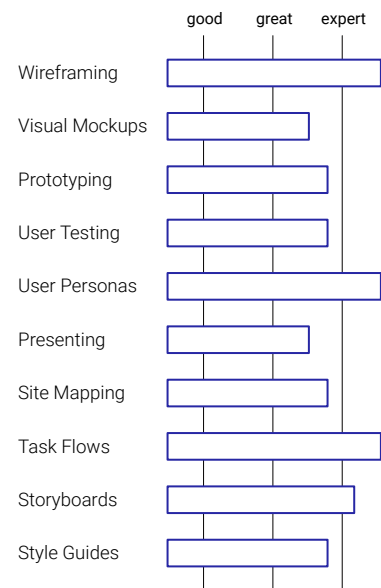 good great expert
Wireframing
Visual Mockups
Prototyping
User Testing
User Personas
Presenting
Site Mapping
Task Flows
Storyboards
Style Guides